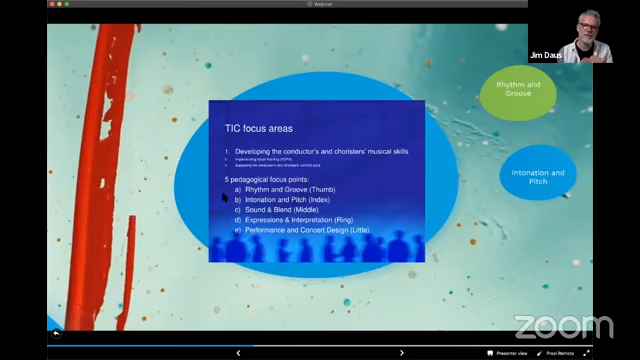 Webinar
Jim Daus
Rhythm and
Groove
Intonation and
Pitch
TIC focus areas
1. Developing the conductor's and choristers' musical skills
5 pedagogical focus points:
a) Rhythm and Groove (Thumb)
b) Intonation and Pitch (Index)
c) Sound & Blend (Middle)
d) Expressions & Interpretation (Ring)
e) Performance and Concert Design (Little)
zoom
Presenter view
Prezi Remote